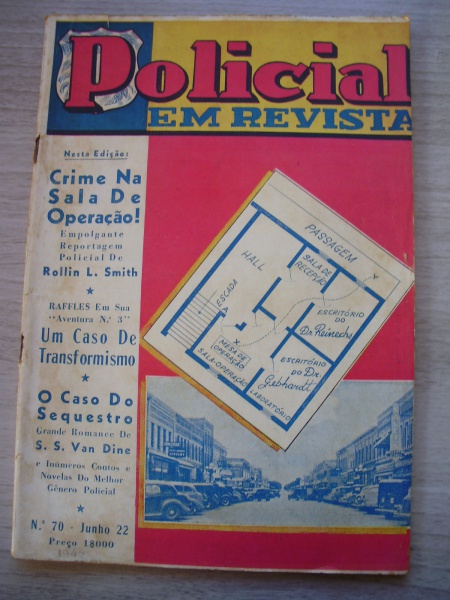 Policial
EM REVISTA
Nesta Edição:
Crime Na
Sala De
Operação!
Empolgante
Reportagem
Policial De
Rollin L. Smith
RAFFLES Em Sua
"Aventura N.º 3"
Um Caso De
Transformismo
O Caso Do
Sequestro
Grande Romance De
S. S. Van Dine
e Inúmeros Contos e
Novelas Do Melhor
Gênero Policial
N.º 70 - Junho 22
Preço 18000
PASSAGEM
SALA DE
RECEPÇÃO
HALL
ESCADA
A
X
MESA DE
OPERAÇÃO
SALA-OPERAÇÃO
ESCRITÓRIO
DO
Dr. Reinechs
ESCRITÓRIO
DO Dr.
Gebhardt.
LABORATÓRIO